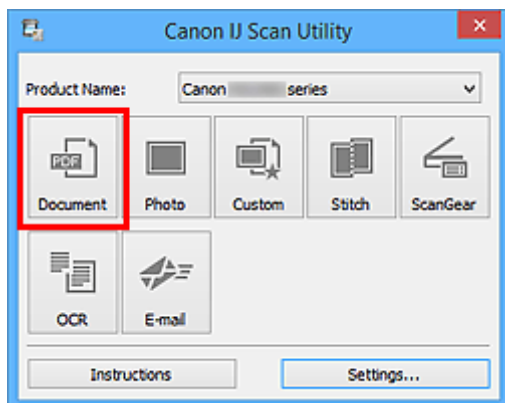 Canon IJ Scan Utility
Product Name: Canon series
PDF
Document Photo Custom Stitch ScanGear
OCR E-mail
Instructions Settings...